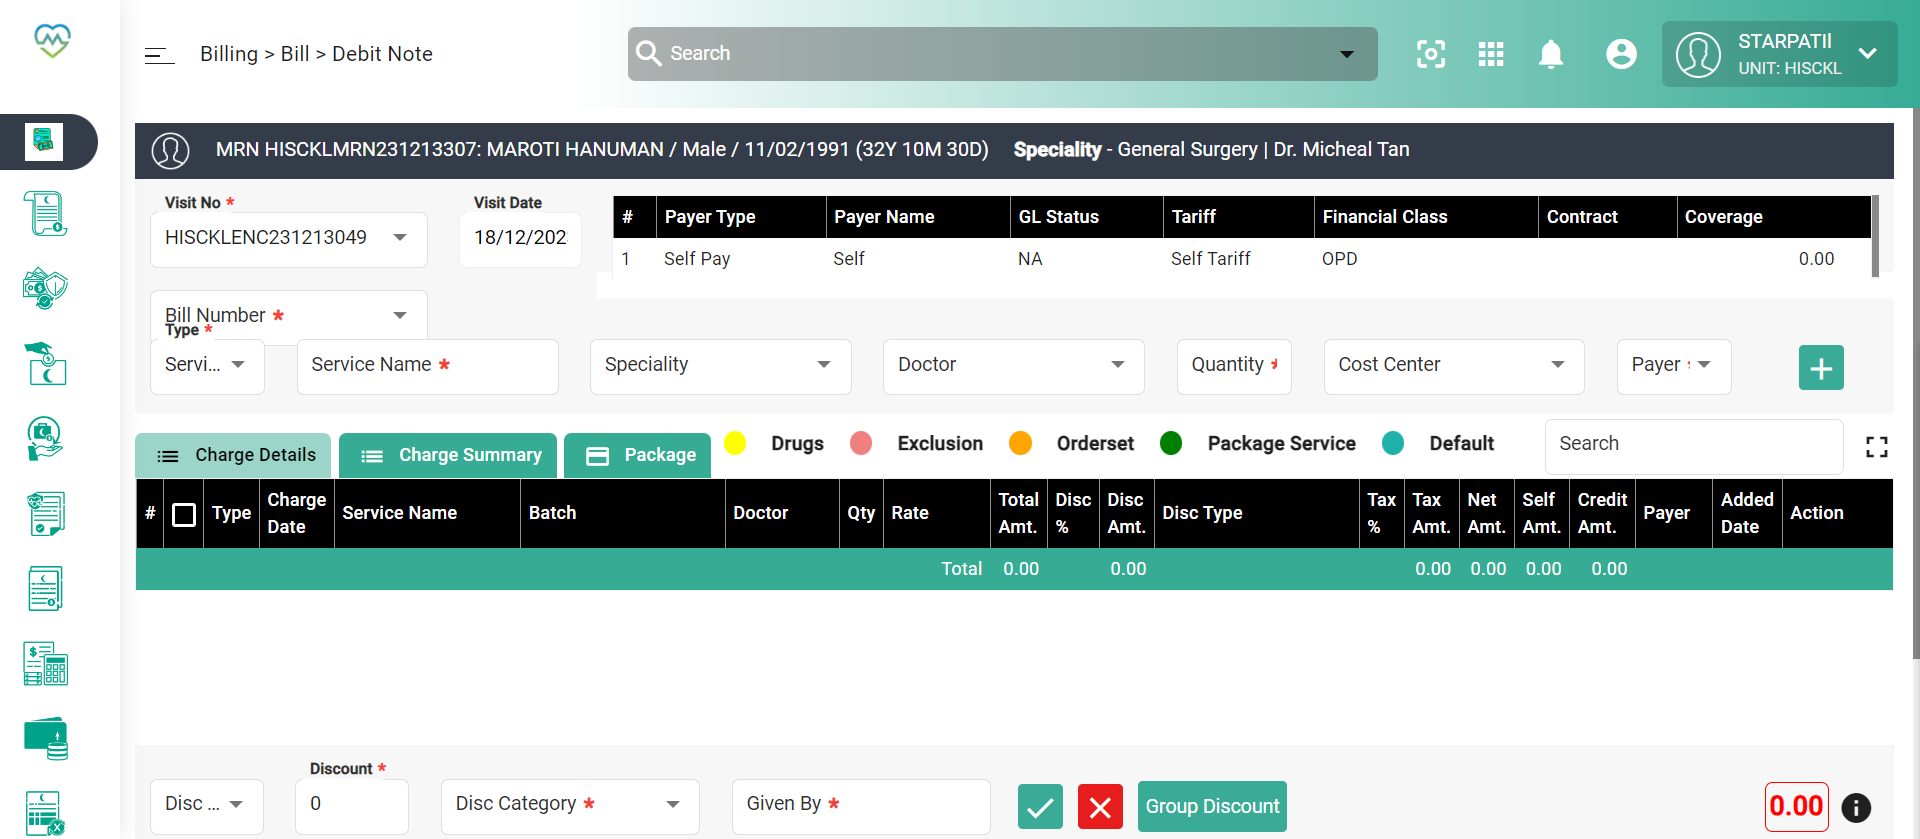 Billing > Bill > Debit Note
Search
STARPATIl
UNIT: HISCKL
MRN HISCKLMRN231213307: MAROTI HANUMAN / Male / 11/02/1991 (32Y 10M 30D) Speciality - General Surgery | Dr. Micheal Tan
Visit No *
HISCKLENC231213049
Visit Date
18/12/202
# Payer Type Payer Name GL Status Tariff Financial Class Contract Coverage
1 Self Pay Self NA Self Tariff OPD 0.00
Bill Number *
Type *
Servi... Service Name * Speciality Doctor Quantity * Cost Center Payer
Charge Details Charge Summary Package Drugs Exclusion Orderset Package Service Default Search
# Type Charge Date Service Name Batch Doctor Qty Rate Total Amt. Disc % Disc Amt. Disc Type Tax % Tax Amt. Net Amt. Self Amt. Credit Amt. Payer Added Date Action
Total 0.00 0.00 0.00 0.00 0.00 0.00
Discount *
Disc ... 0 Disc Category * Given By * Group Discount 0.00